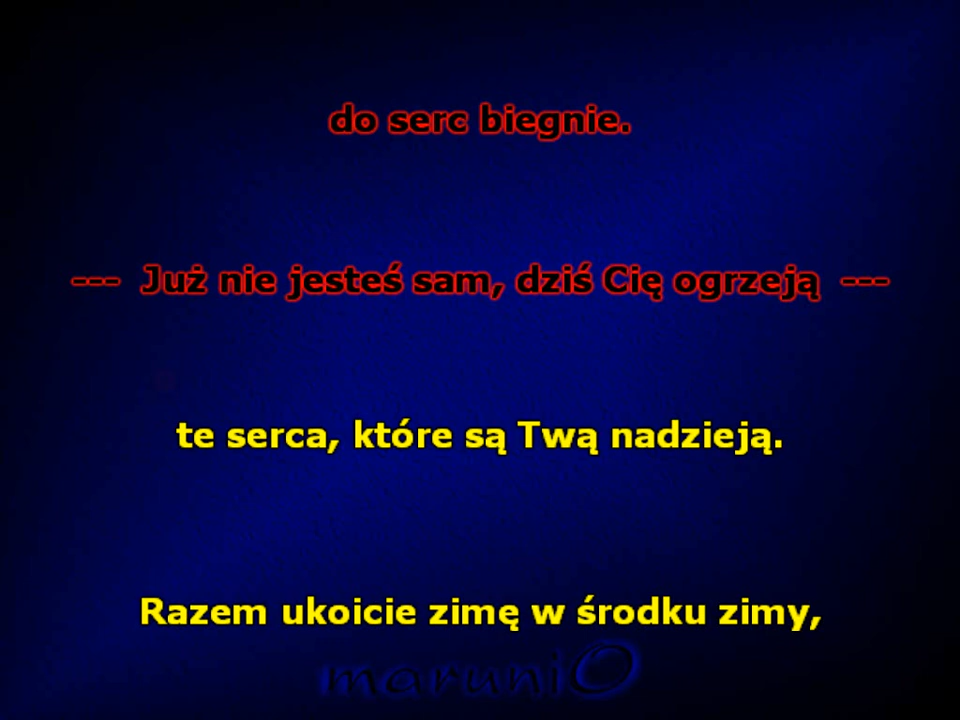 do serc biegnie.
--- Już nie jesteś sam, dziś Cię ogrzeją ---
te serca, które są Twą nadzieją.
Razem ukoicie zimę w środku zimy,
maruniO